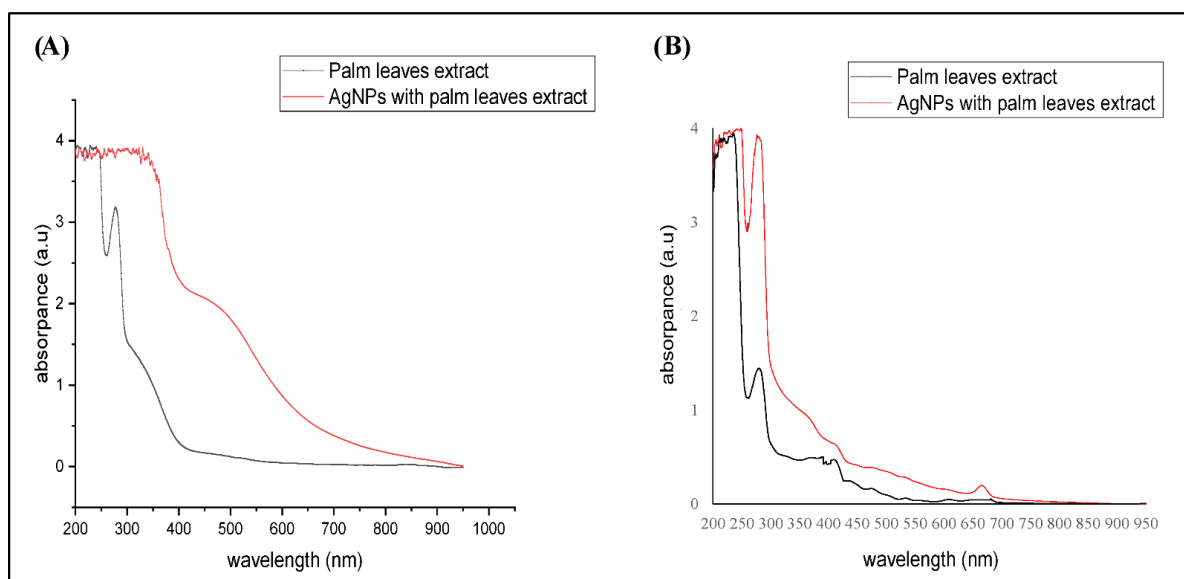 (A)
Palm leaves extract
AgNPs with palm leaves extract
4
3
2
1
0
absorpance (a.u)
200 300 400 500 600 700 800 900 1000
wavelength (nm)
(B)
Palm leaves extract
AgNPs with palm leaves extract
4
3
2
1
0
absorpance (a.u)
200 250 300 350 400 450 500 550 600 650 700 750 800 850 900 950
wavelength (nm)